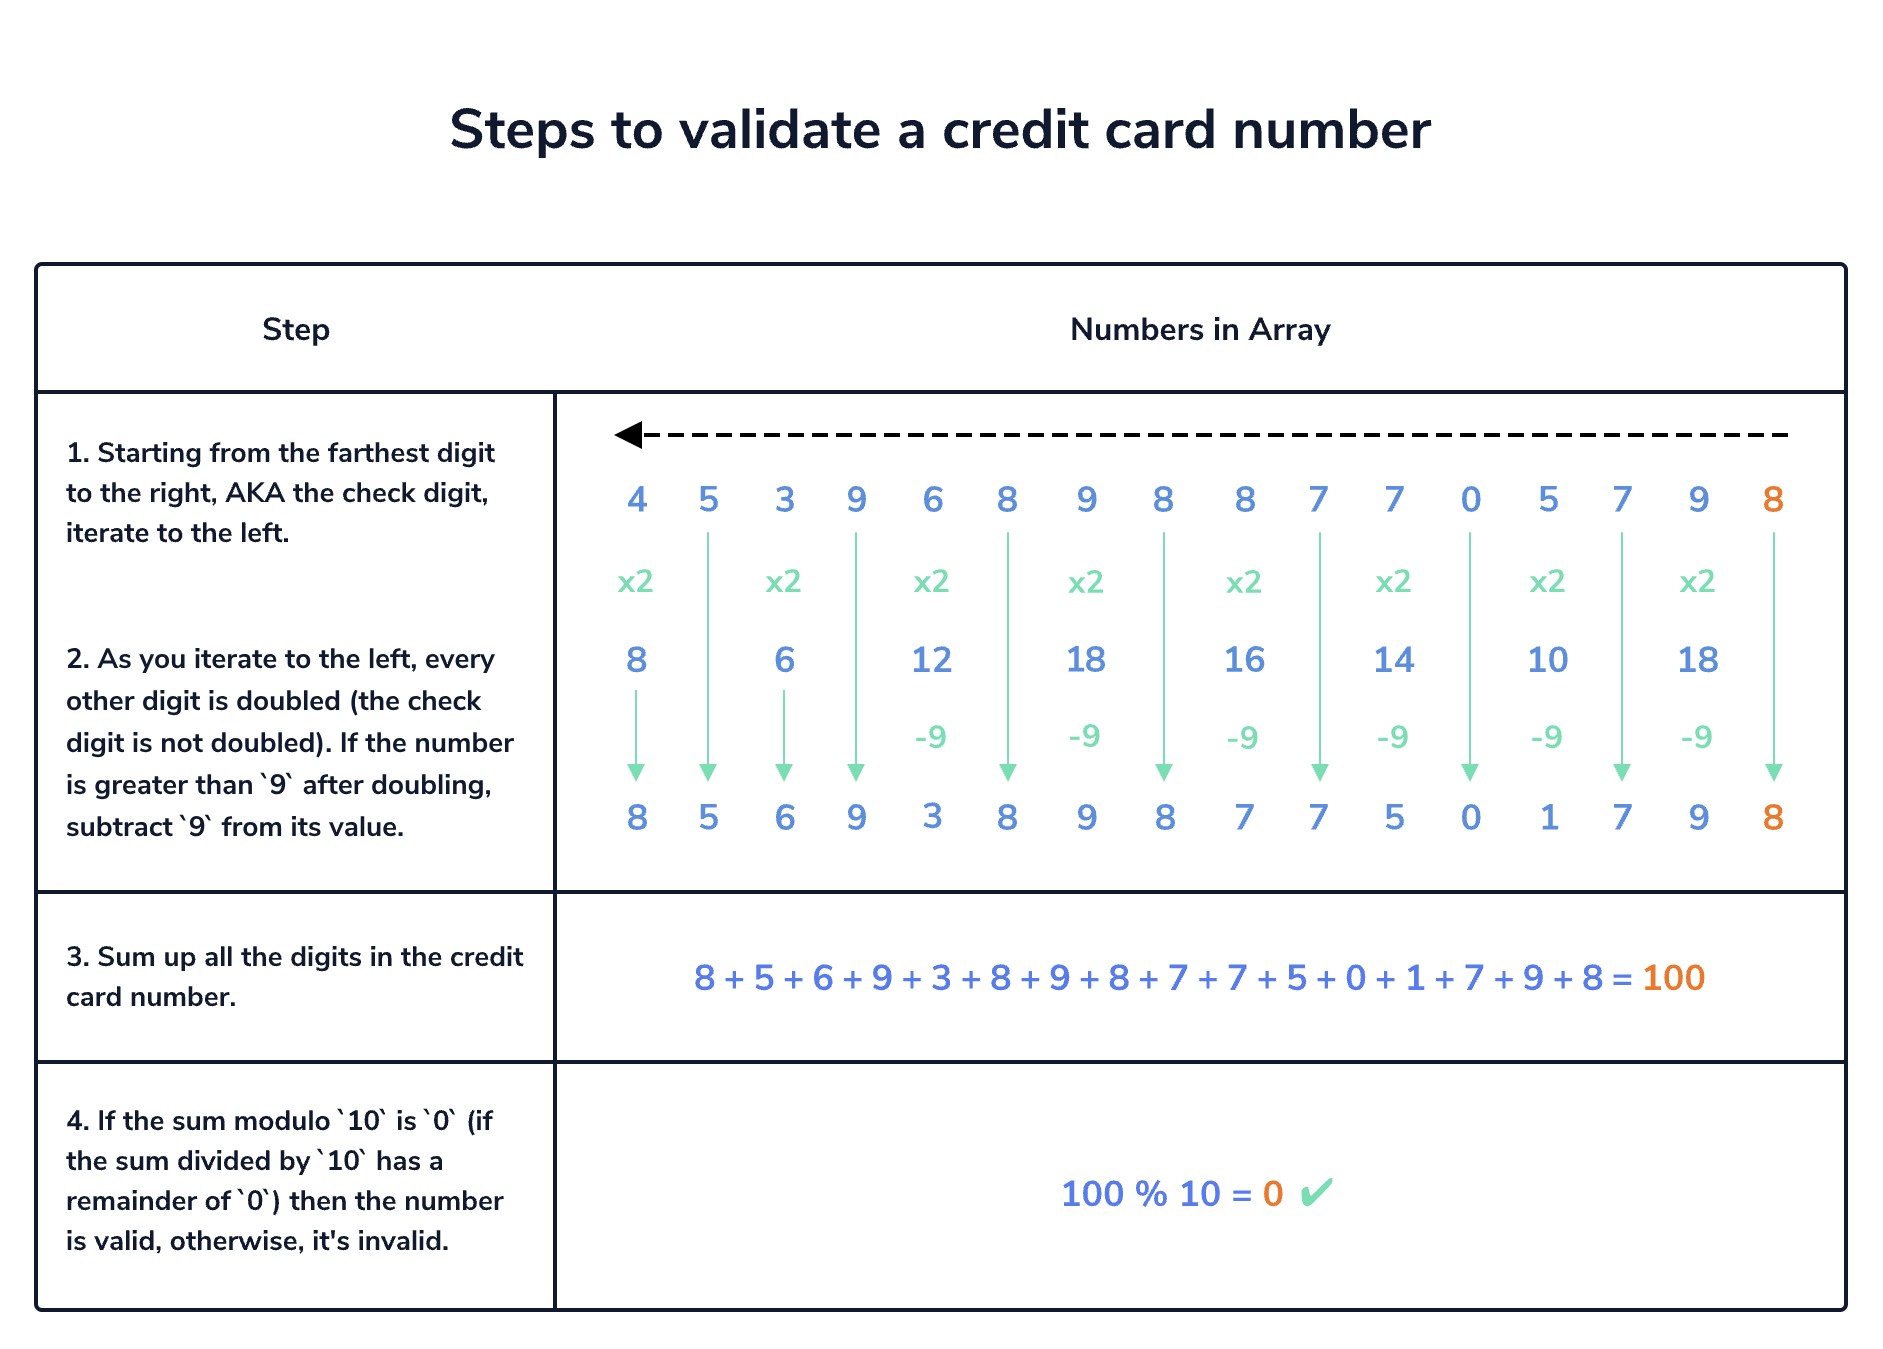 Steps to validate a credit card number
Step
Numbers in Array
1. Starting from the farthest digit
to the right, AKA the check digit,
iterate to the left.
2. As you iterate to the left, every
other digit is doubled (the check
digit is not doubled). If the number
is greater than `9` after doubling,
subtract `9` from its value.
4 5 3 9 6 8 9 8 8 7 7 0 5 7 9 8
x2 x2 x2 x2 x2 x2 x2 x2
8 6 12 18 16 14 10 18
-9 -9 -9 -9 -9 -9
8 5 6 9 3 8 9 8 7 7 5 0 1 7 9 8
3. Sum up all the digits in the credit
card number.
8 + 5 + 6 + 9 + 3 + 8 + 9 + 8 + 7 + 7 + 5 + 0 + 1 + 7 + 9 + 8 = 100
4. If the sum modulo `10` is `0` (if
the sum divided by `10` has a
remainder of `0`) then the number
is valid, otherwise, it's invalid.
100 % 10 = 0 ✔